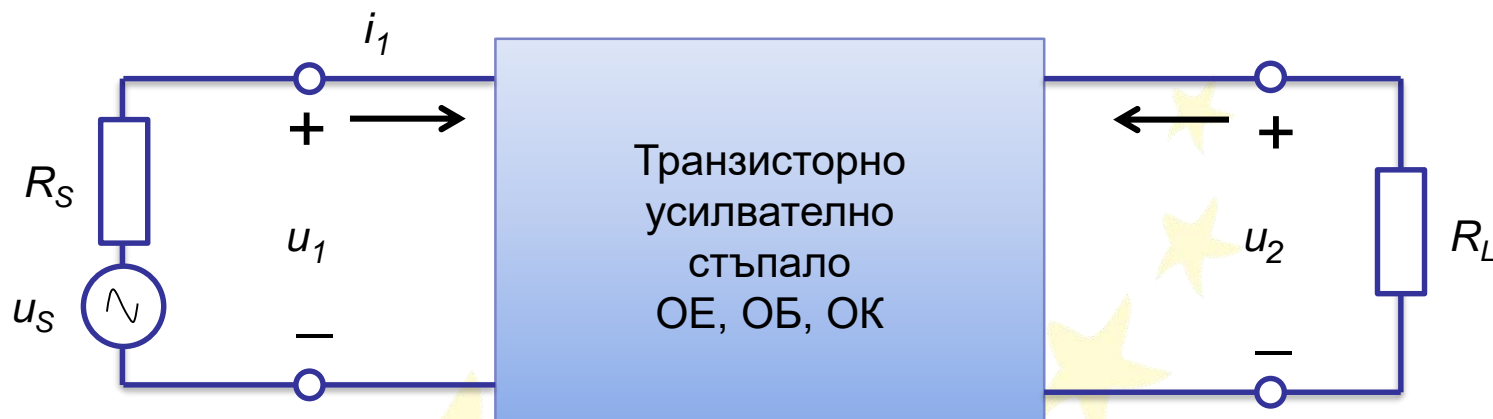 i1
+
+
RS
u1
Транзисторно
усилвателно
стъпало
ОЕ, ОБ, ОК
u2
RL
uS
–
–